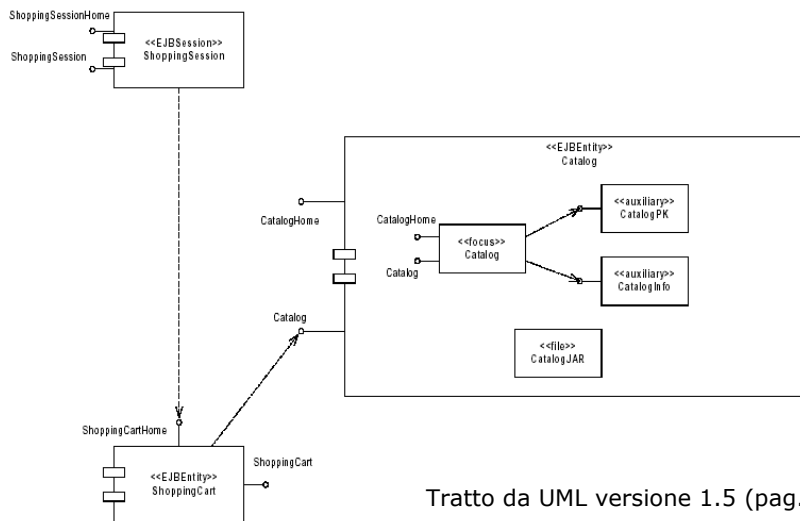 ShoppingSessionHome
<<EJBSession>>
ShoppingSession
ShoppingSession
<<EJBEntity>>
Catalog
<<auxiliary>>
CatalogPK
CatalogHome
CatalogHome
<<focus>>
Catalog
Catalog
<<auxiliary>>
CatalogInfo
Catalog
<<file>>
CatalogJAR
ShoppingCartHome
ShoppingCart
<<EJBEntity>>
ShoppingCart
Tratto da UML versione 1.5 (pag.